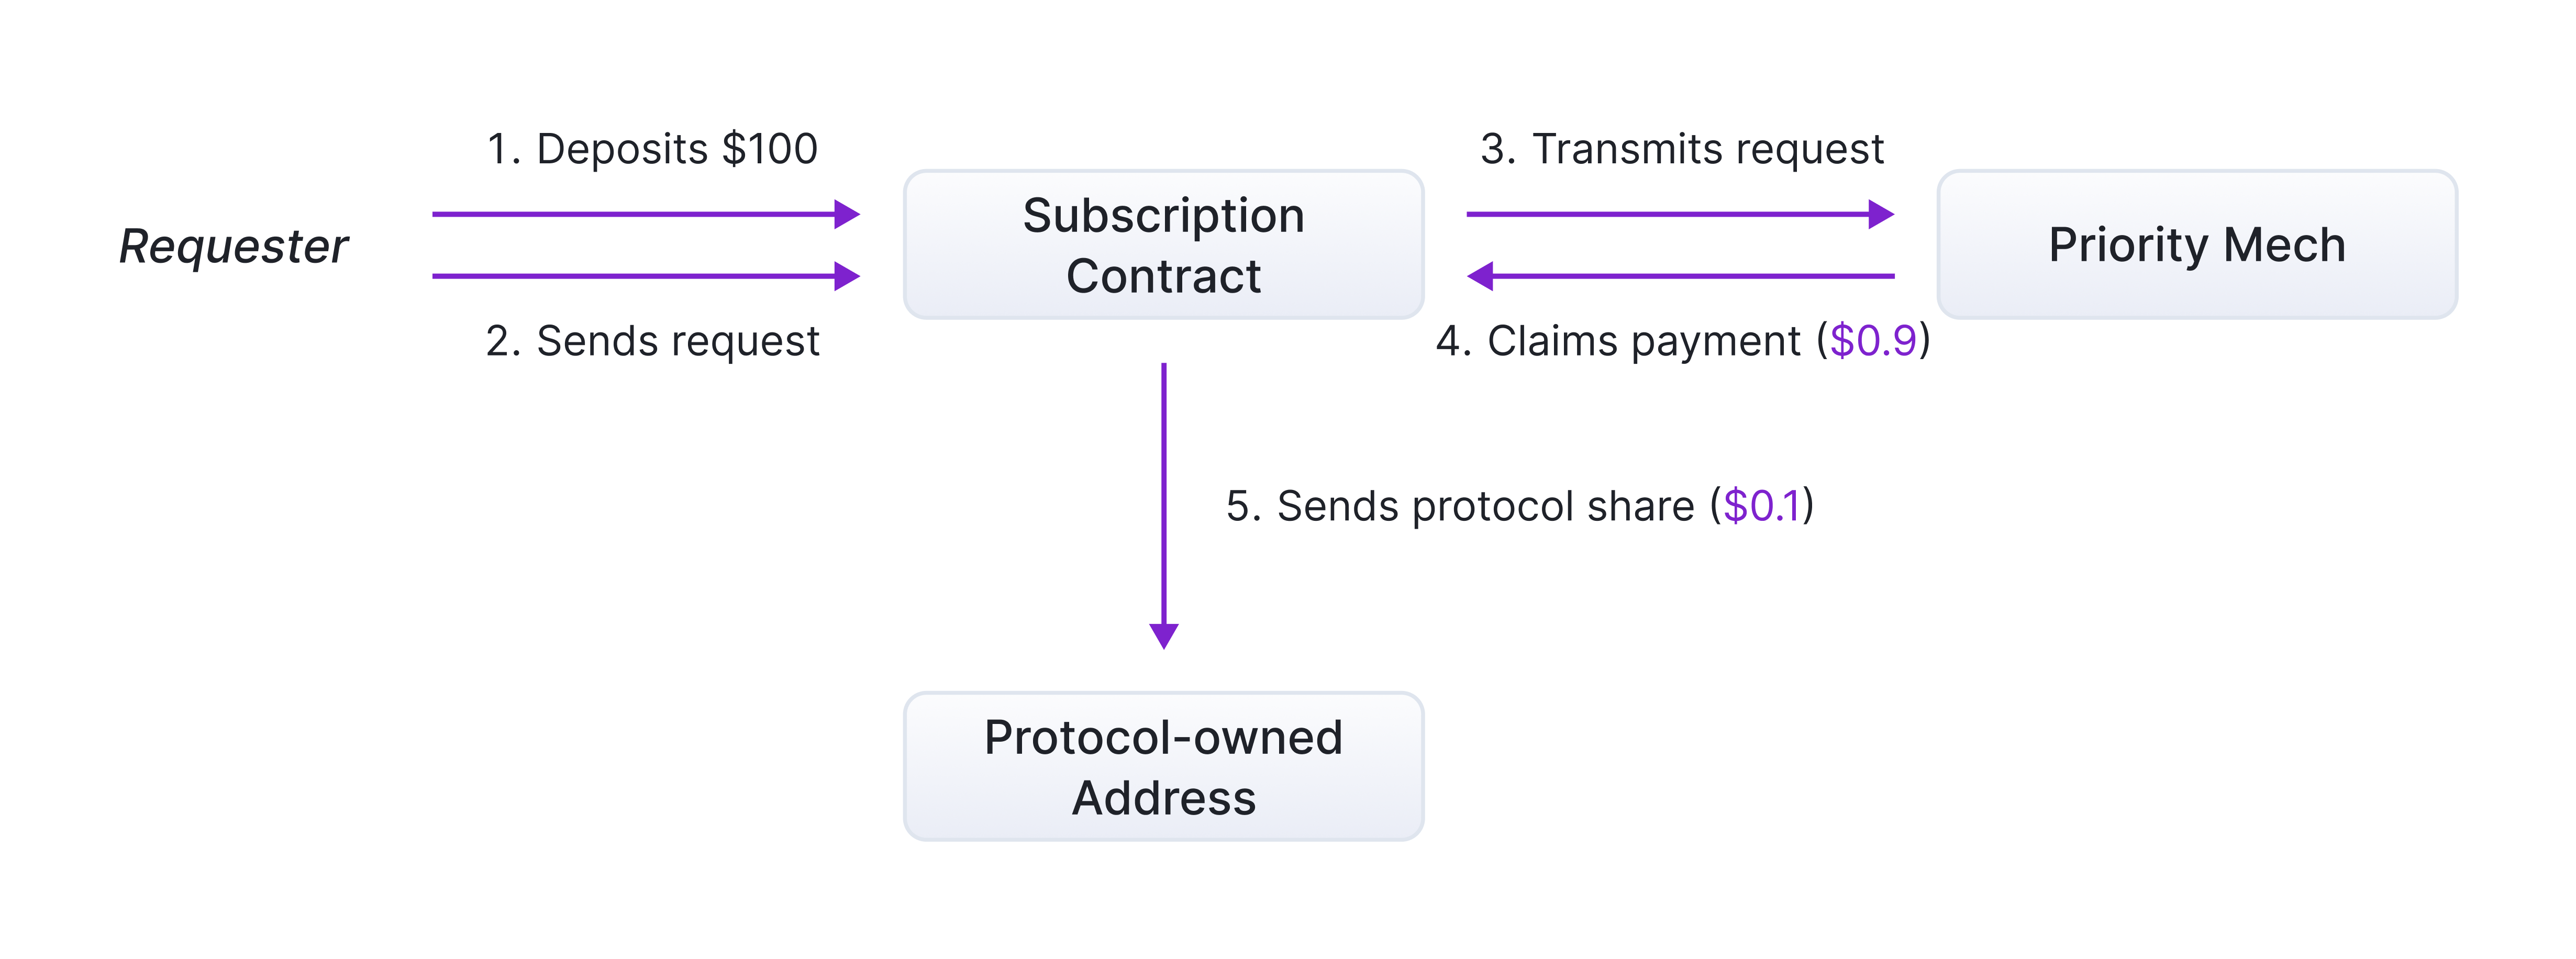 1. Deposits $100
3. Transmits request
Requester
Subscription
Contract
Priority Mech
2. Sends request
4. Claims payment ($0.9)
5. Sends protocol share ($0.1)
Protocol-owned
Address